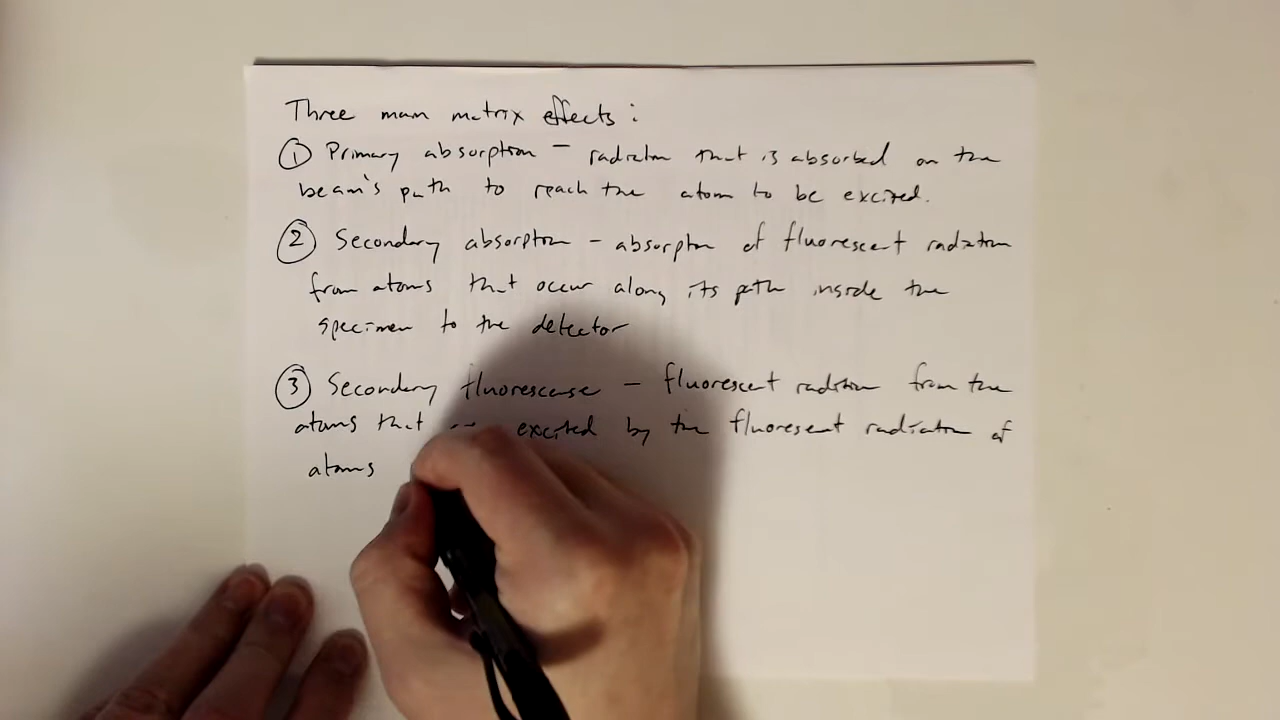 Three main matrix effects :
① Primary absorption – radiation that is absorbed on the
beam's path to reach the atom to be excited.
② Secondary absorption – absorption of fluorescent radiation
from atoms that occur along its path inside the
specimen to the detector
③ Secondary fluorescense – fluorescent radiation from the
atoms that excited by the fluoresent radiation of
atoms